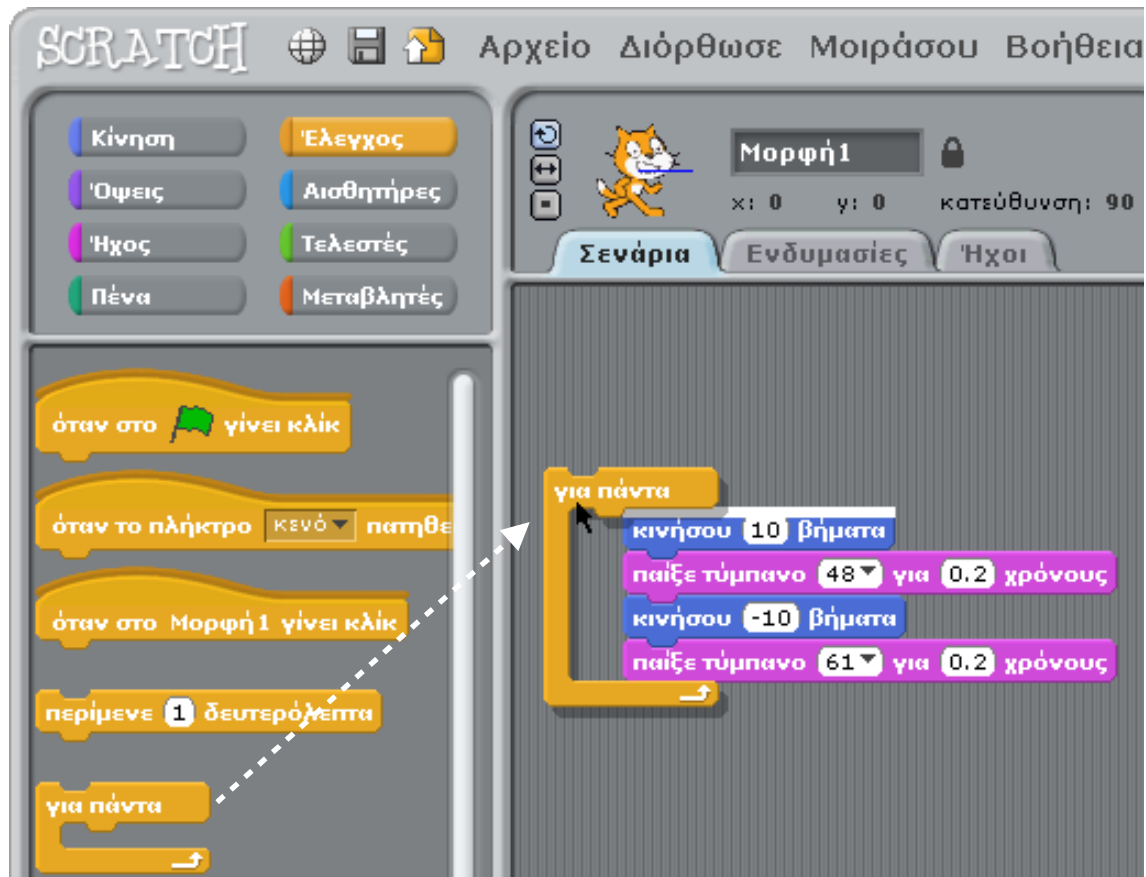 SCRATCH Αρχείο Διόρθωσε Μοιράσου Βοήθεια
Κίνηση Έλεγχος
Όψεις Αισθητήρες
Ήχος Τελεστές
Πένα Μεταβλητές
Μορφή1
x: 0 y: 0 κατεύθυνση: 90
Σενάρια Ενδυμασίες Ήχοι
όταν στο γίνει κλίκ
όταν το πλήκτρο κενό πατηθε
όταν στο Μορφή1 γίνει κλίκ
περίμενε 1 δευτερόλεπτα
για πάντα
για πάντα
κινήσου 10 βήματα
παίξε τύμπανο 48 για 0.2 χρόνους
κινήσου -10 βήματα
παίξε τύμπανο 61 για 0.2 χρόνους